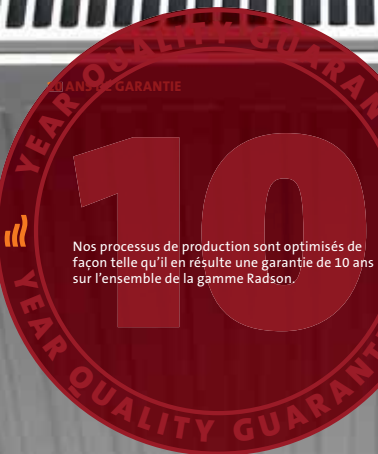 YEAR QUALITY GUARAN
10 ANS DE GARANTIE
10
Nos processus de production sont optimisés de
façon telle qu'il en résulte une garantie de 10 ans
sur l'ensemble de la gamme Radson.
YEAR QUALITY GUARANT